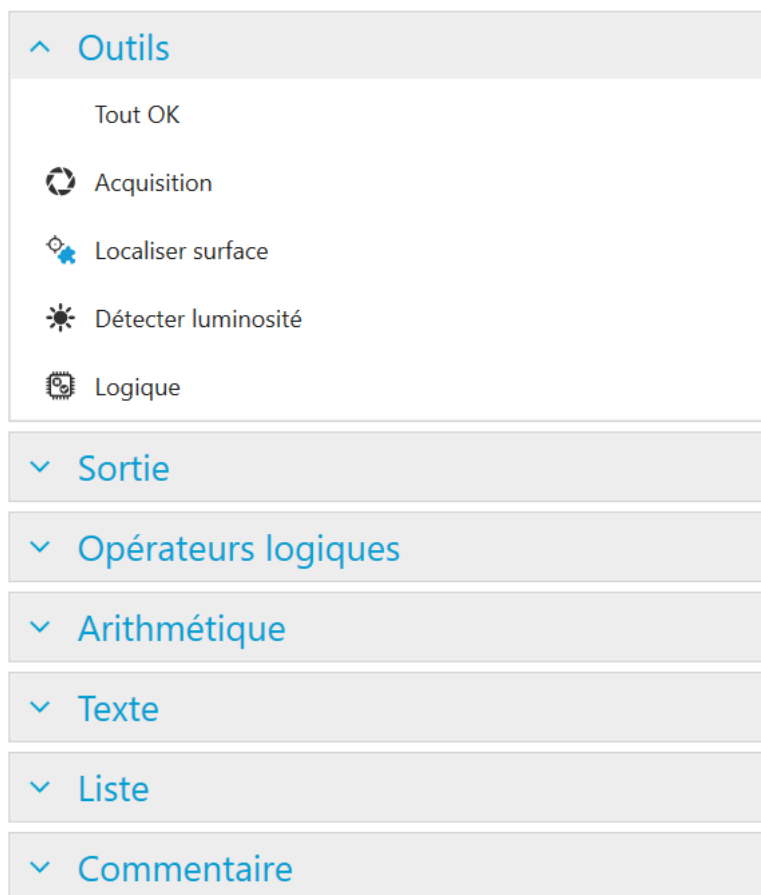 Outils
Tout OK
Acquisition
Localiser surface
Détecter luminosité
Logique
Sortie
Opérateurs logiques
Arithmétique
Texte
Liste
Commentaire